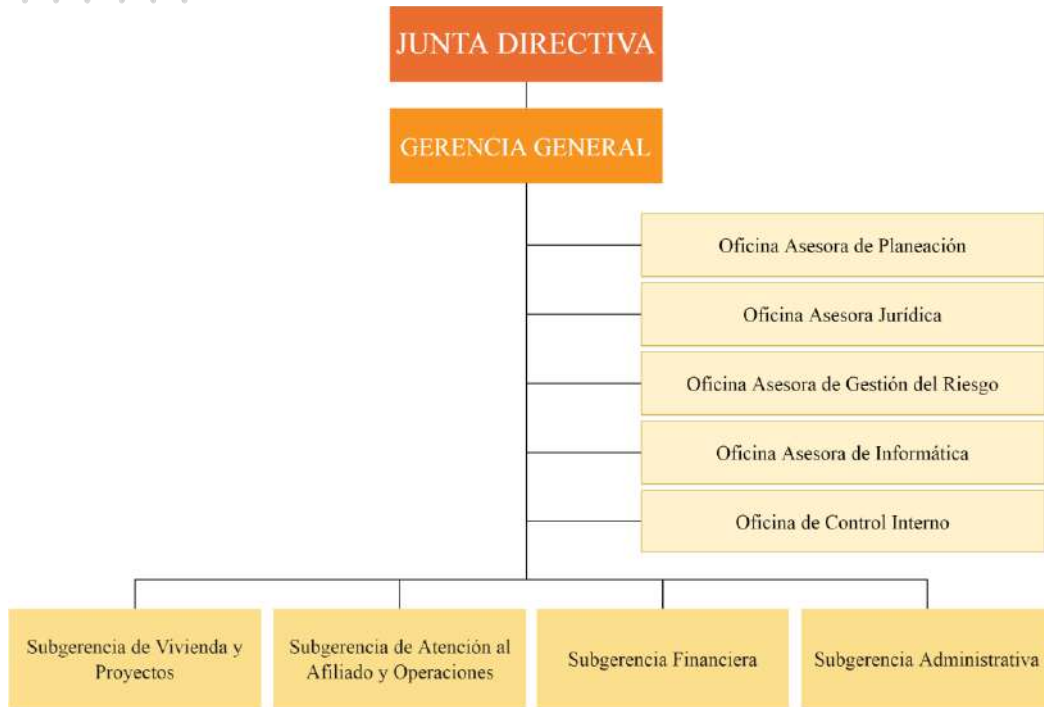 JUNTA DIRECTIVA
GERENCIA GENERAL
Oficina Asesora de Planeación
Oficina Asesora Jurídica
Oficina Asesora de Gestión del Riesgo
Oficina Asesora de Informática
Oficina de Control Interno
Subgerencia de Vivienda y
Proyectos
Subgerencia de Atención al
Afiliado y Operaciones
Subgerencia Financiera
Subgerencia Administrativa